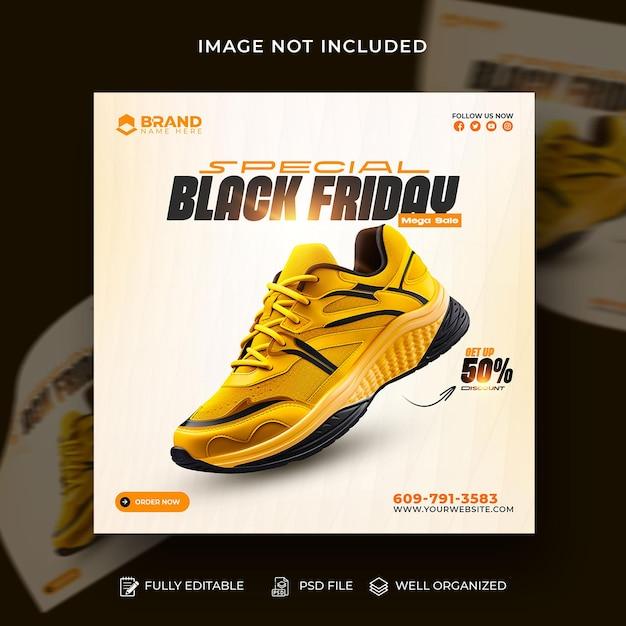 IMAGE NOT INCLUDED
BRAND
NAME HERE
FOLLOW US NOW
SPECIAL
BLACK FRIDAY
Mega Sale
GET UP
50%
DISCOUNT
ORDER NOW
609-791-3583
WWW.YOURWEBSITE.COM
FULLY EDITABLE
PSD FILE
WELL ORGANIZED